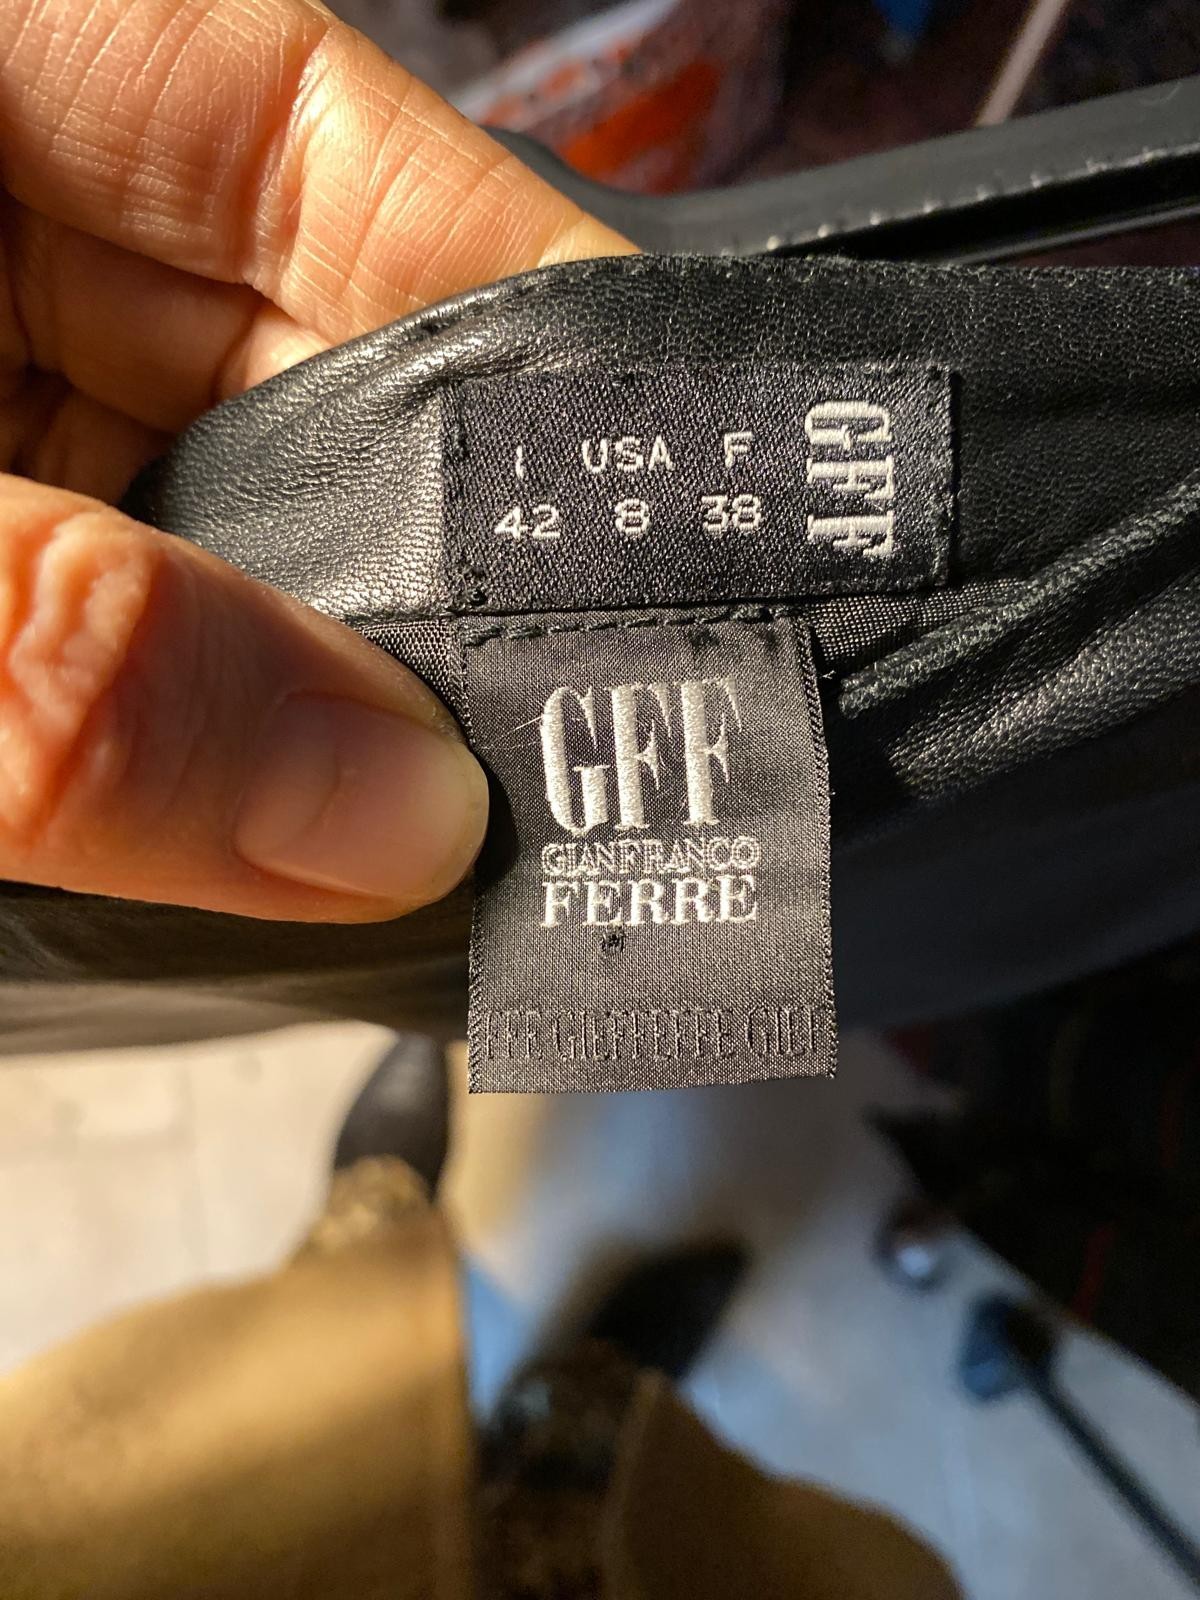 I USA F
42 8 38
GFF
GFF
GIANFRANCO
FERRE